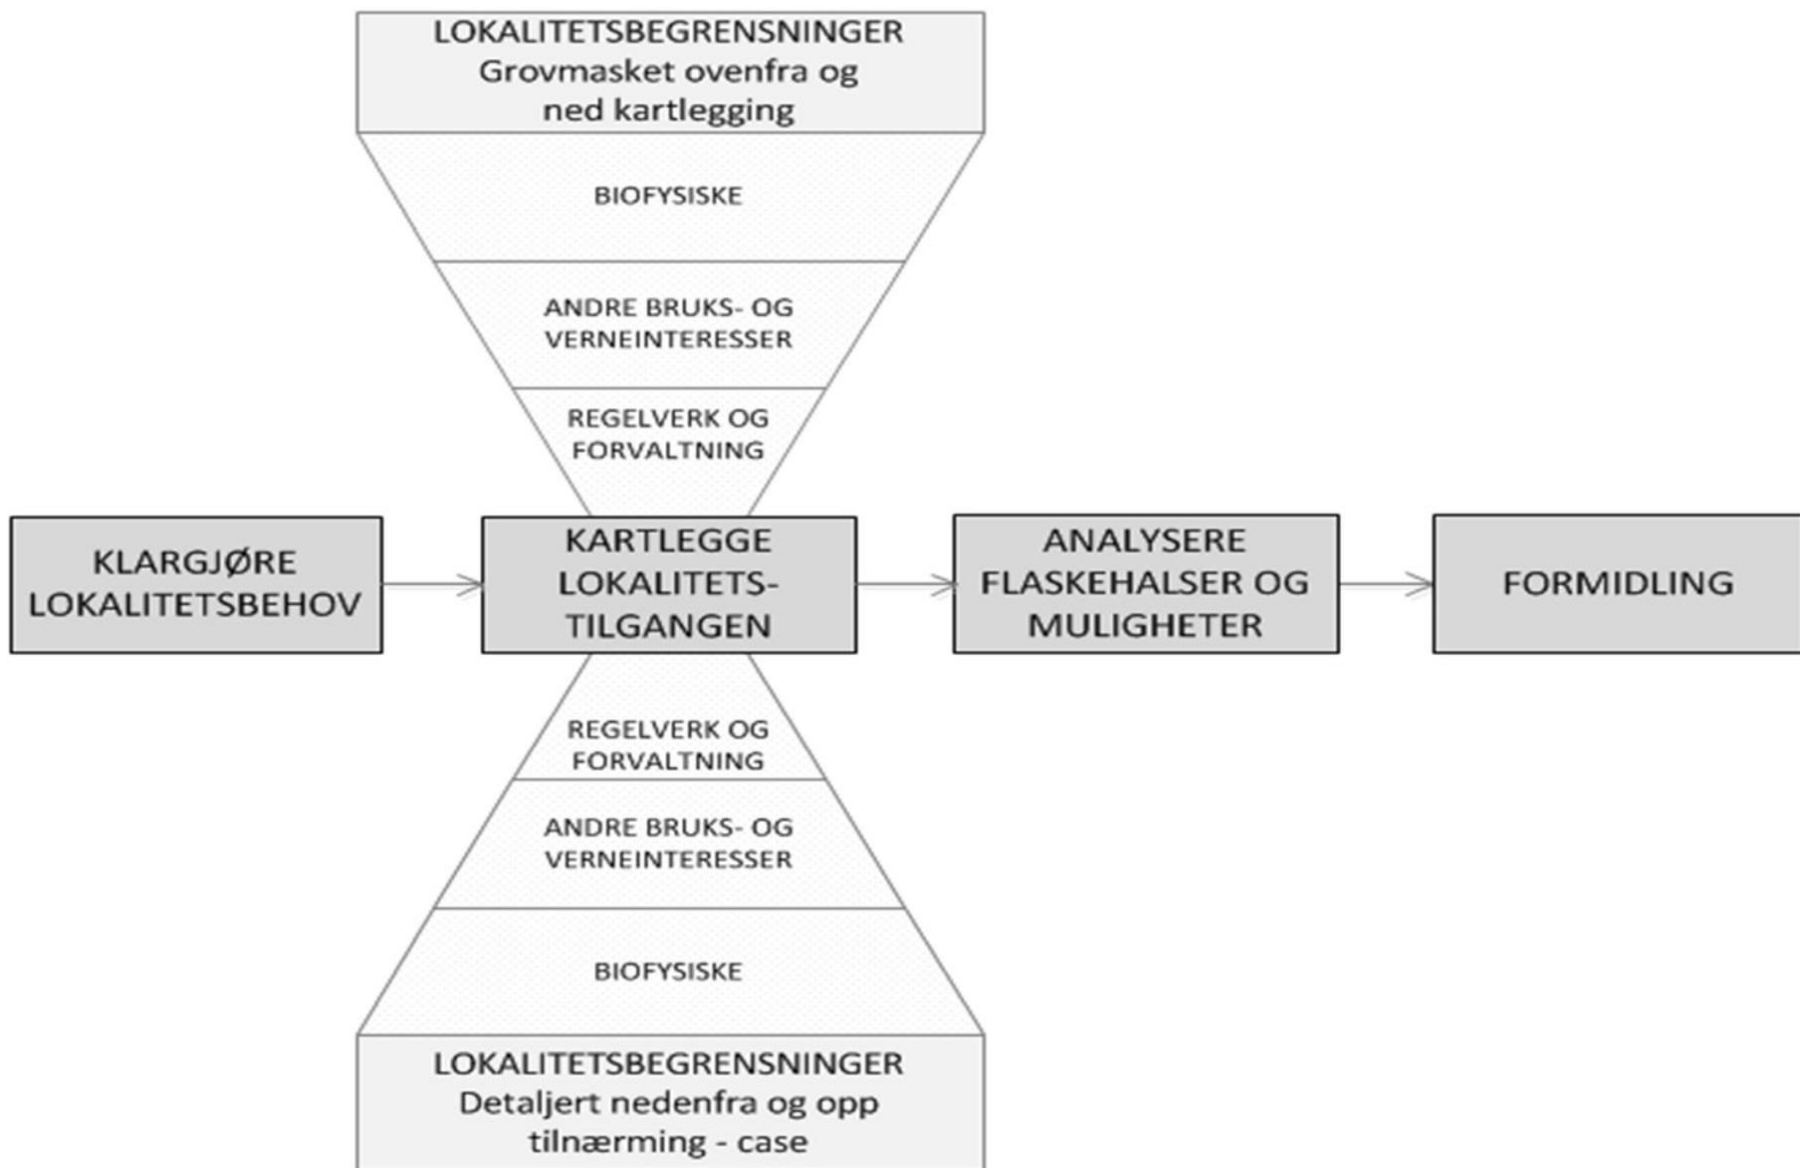 LOKALITETSBEGRENSNINGER
Grovmasket ovenfra og
ned kartlegging
BIOFYSISKE
ANDRE BRUKS- OG
VERNEINTERESSER
REGELVERK OG
FORVALTNING
KLARGJØRE
LOKALITETSBEHOV
KARTLEGGE
LOKALITETS-
TILGANGEN
ANALYSERE
FLASKEHALSER OG
MULIGHETER
FORMIDLING
REGELVERK OG
FORVALTNING
ANDRE BRUKS- OG
VERNEINTERESSER
BIOFYSISKE
LOKALITETSBEGRENSNINGER
Detaljert nedenfra og opp
tilnærming - case